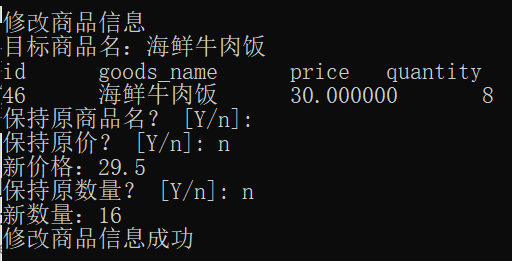 修改商品信息
目标商品名：海鲜牛肉饭
id goods_name price quantity
46 海鲜牛肉饭 30.000000 8
保持原商品名？ [Y/n]:
保持原价？ [Y/n]: n
新价格：29.5
保持原数量？ [Y/n]: n
新数量：16
修改商品信息成功